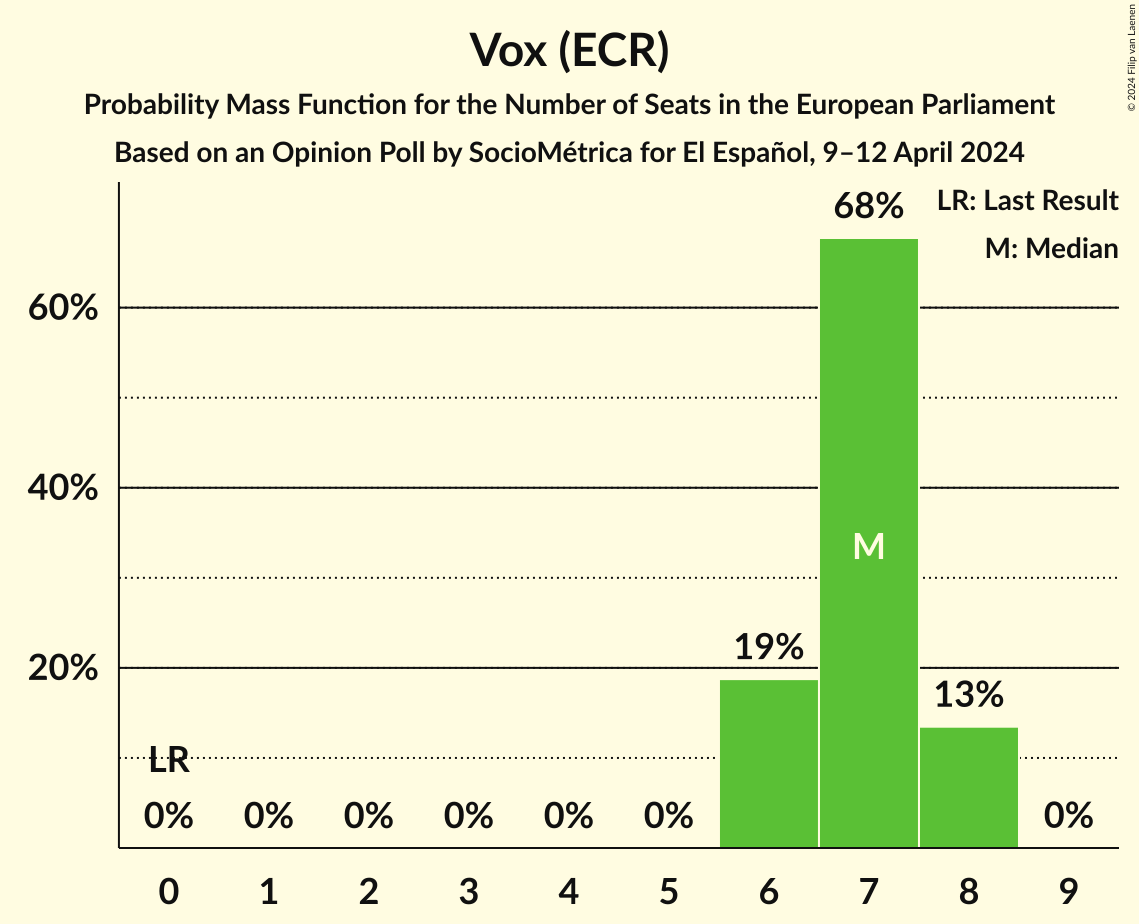 Vox (ECR)
Probability Mass Function for the Number of Seats in the European Parliament
Based on an Opinion Poll by SocioMétrica for El Español, 9–12 April 2024
© 2024 Filip van Laenen
LR: Last Result
M: Median
68%
60%
40%
20%
M
19%
13%
LR
0% 0% 0% 0% 0% 0% 0%
0 1 2 3 4 5 6 7 8 9